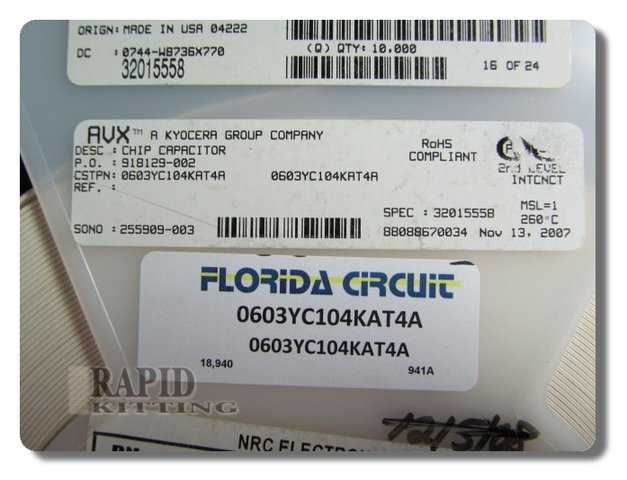 ORIGN: MADE IN USA 04222
DC : 0744-W8736X770
32015558
(Q) QTY: 10,000
16 OF 24
AVX™ A KYOCERA GROUP COMPANY
DESC : CHIP CAPACITOR
P.O. : 918129-002
CSTPN: 0603YC104KAT4A 0603YC104KAT4A
REF. :
RoHS
COMPLIANT
2nd LEVEL
INTCNCT
SPEC : 32015558
MSL=1
260°C
SONO : 255909-003
88088670034 Nov 13, 2007
FLORIDA CIRCUIT
0603YC104KAT4A
0603YC104KAT4A
18,940
941A
RAPID
KITTING
NRC ELECTRON